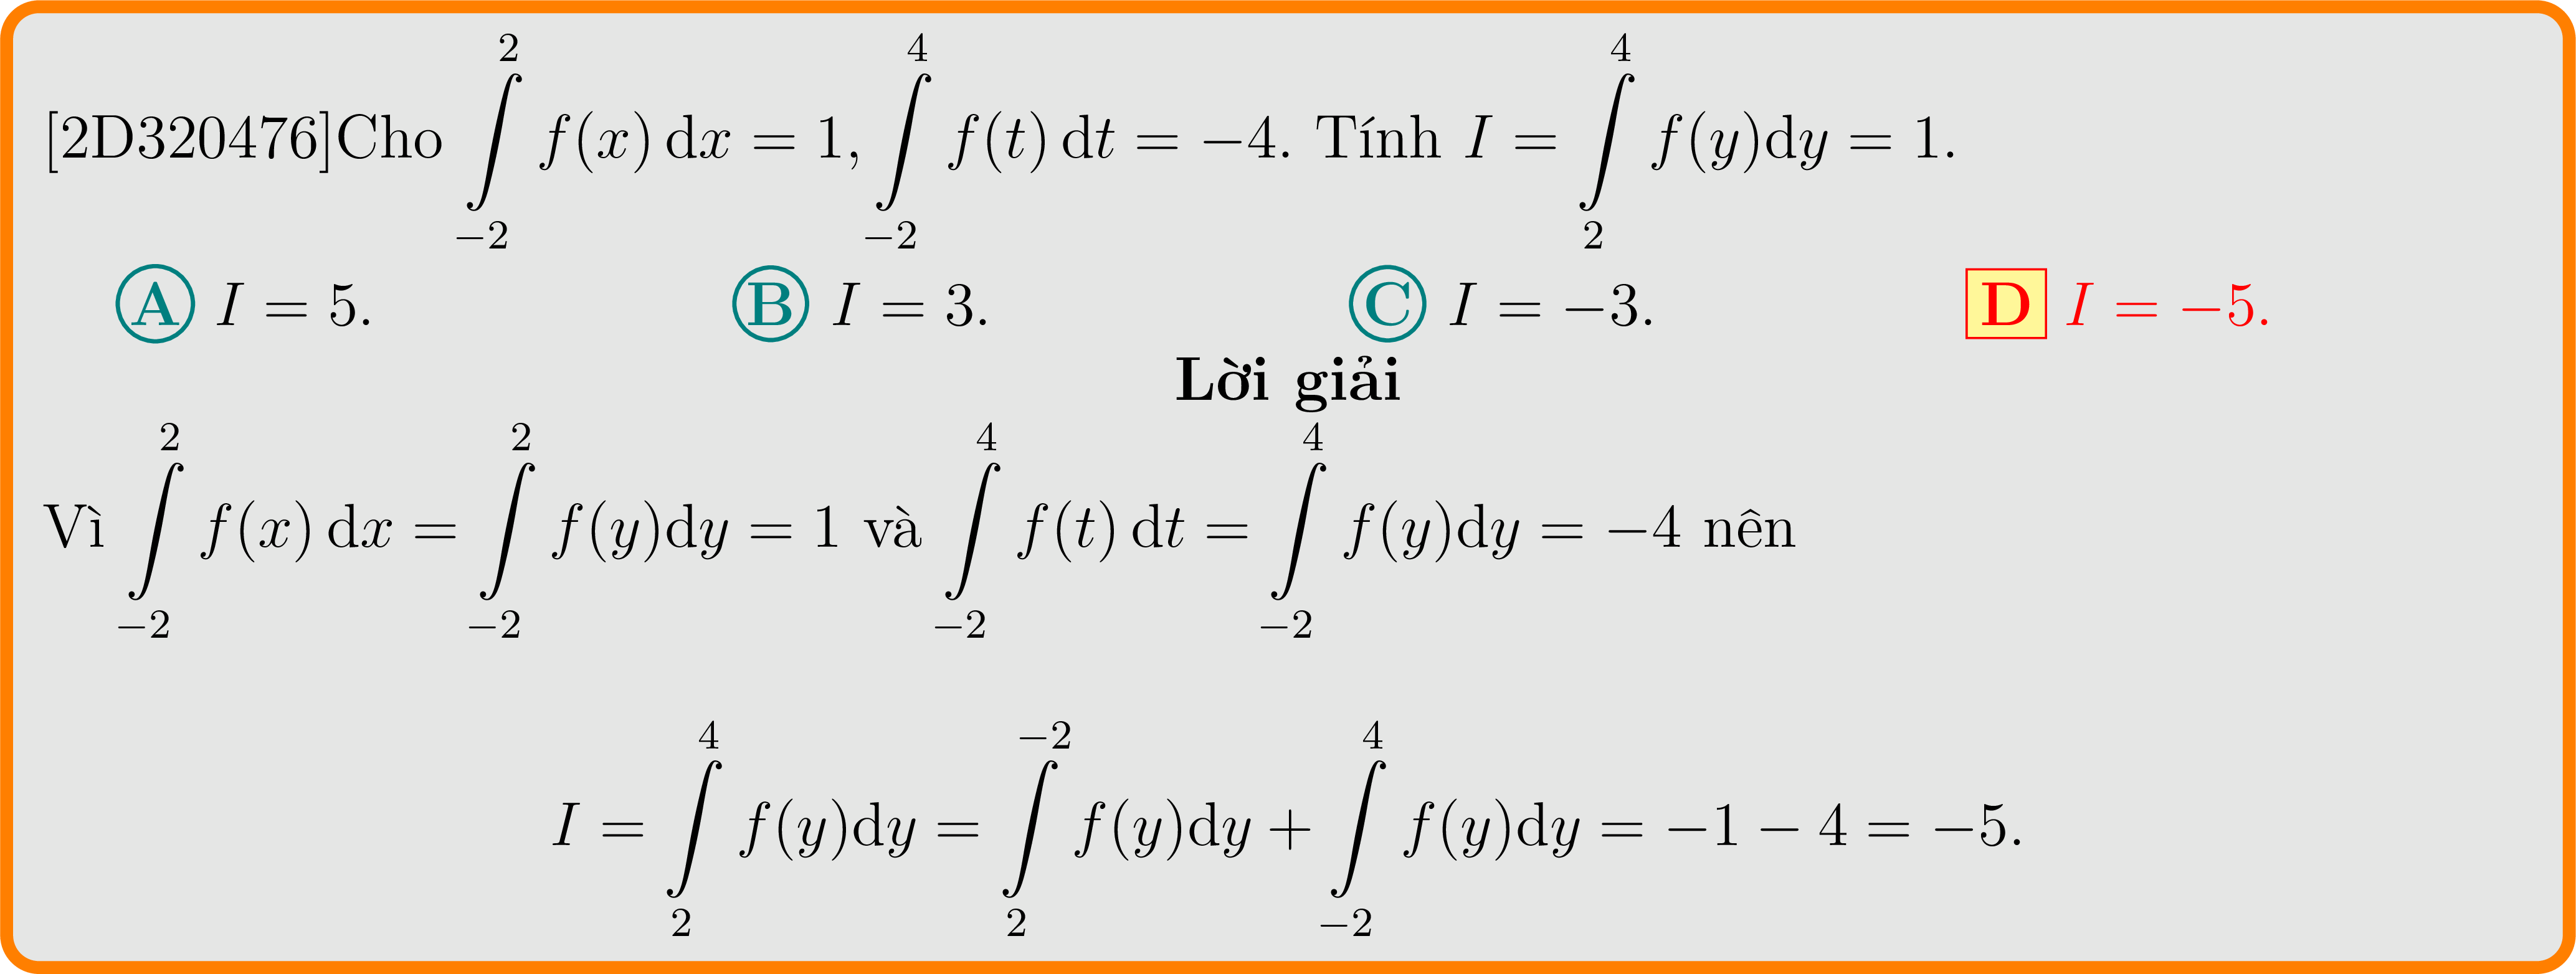 [2D320476]Cho $\int\limits_{-2}^{2} f(x)\,\mathrm{d}x = 1, \int\limits_{-2}^{4} f(t)\,\mathrm{d}t = -4.$ Tính $I = \int\limits_{2}^{4} f(y)\mathrm{d}y = 1.$
A $I = 5.$ B $I = 3.$ C $I = -3.$ D $I = -5.$
Lời giải
Vì $\int\limits_{-2}^{2} f(x)\,\mathrm{d}x = \int\limits_{-2}^{2} f(y)\mathrm{d}y = 1$ và $\int\limits_{-2}^{4} f(t)\,\mathrm{d}t = \int\limits_{-2}^{4} f(y)\mathrm{d}y = -4$ nên
$I = \int\limits_{2}^{4} f(y)\mathrm{d}y = \int\limits_{2}^{-2} f(y)\mathrm{d}y + \int\limits_{-2}^{4} f(y)\mathrm{d}y = -1 - 4 = -5.$